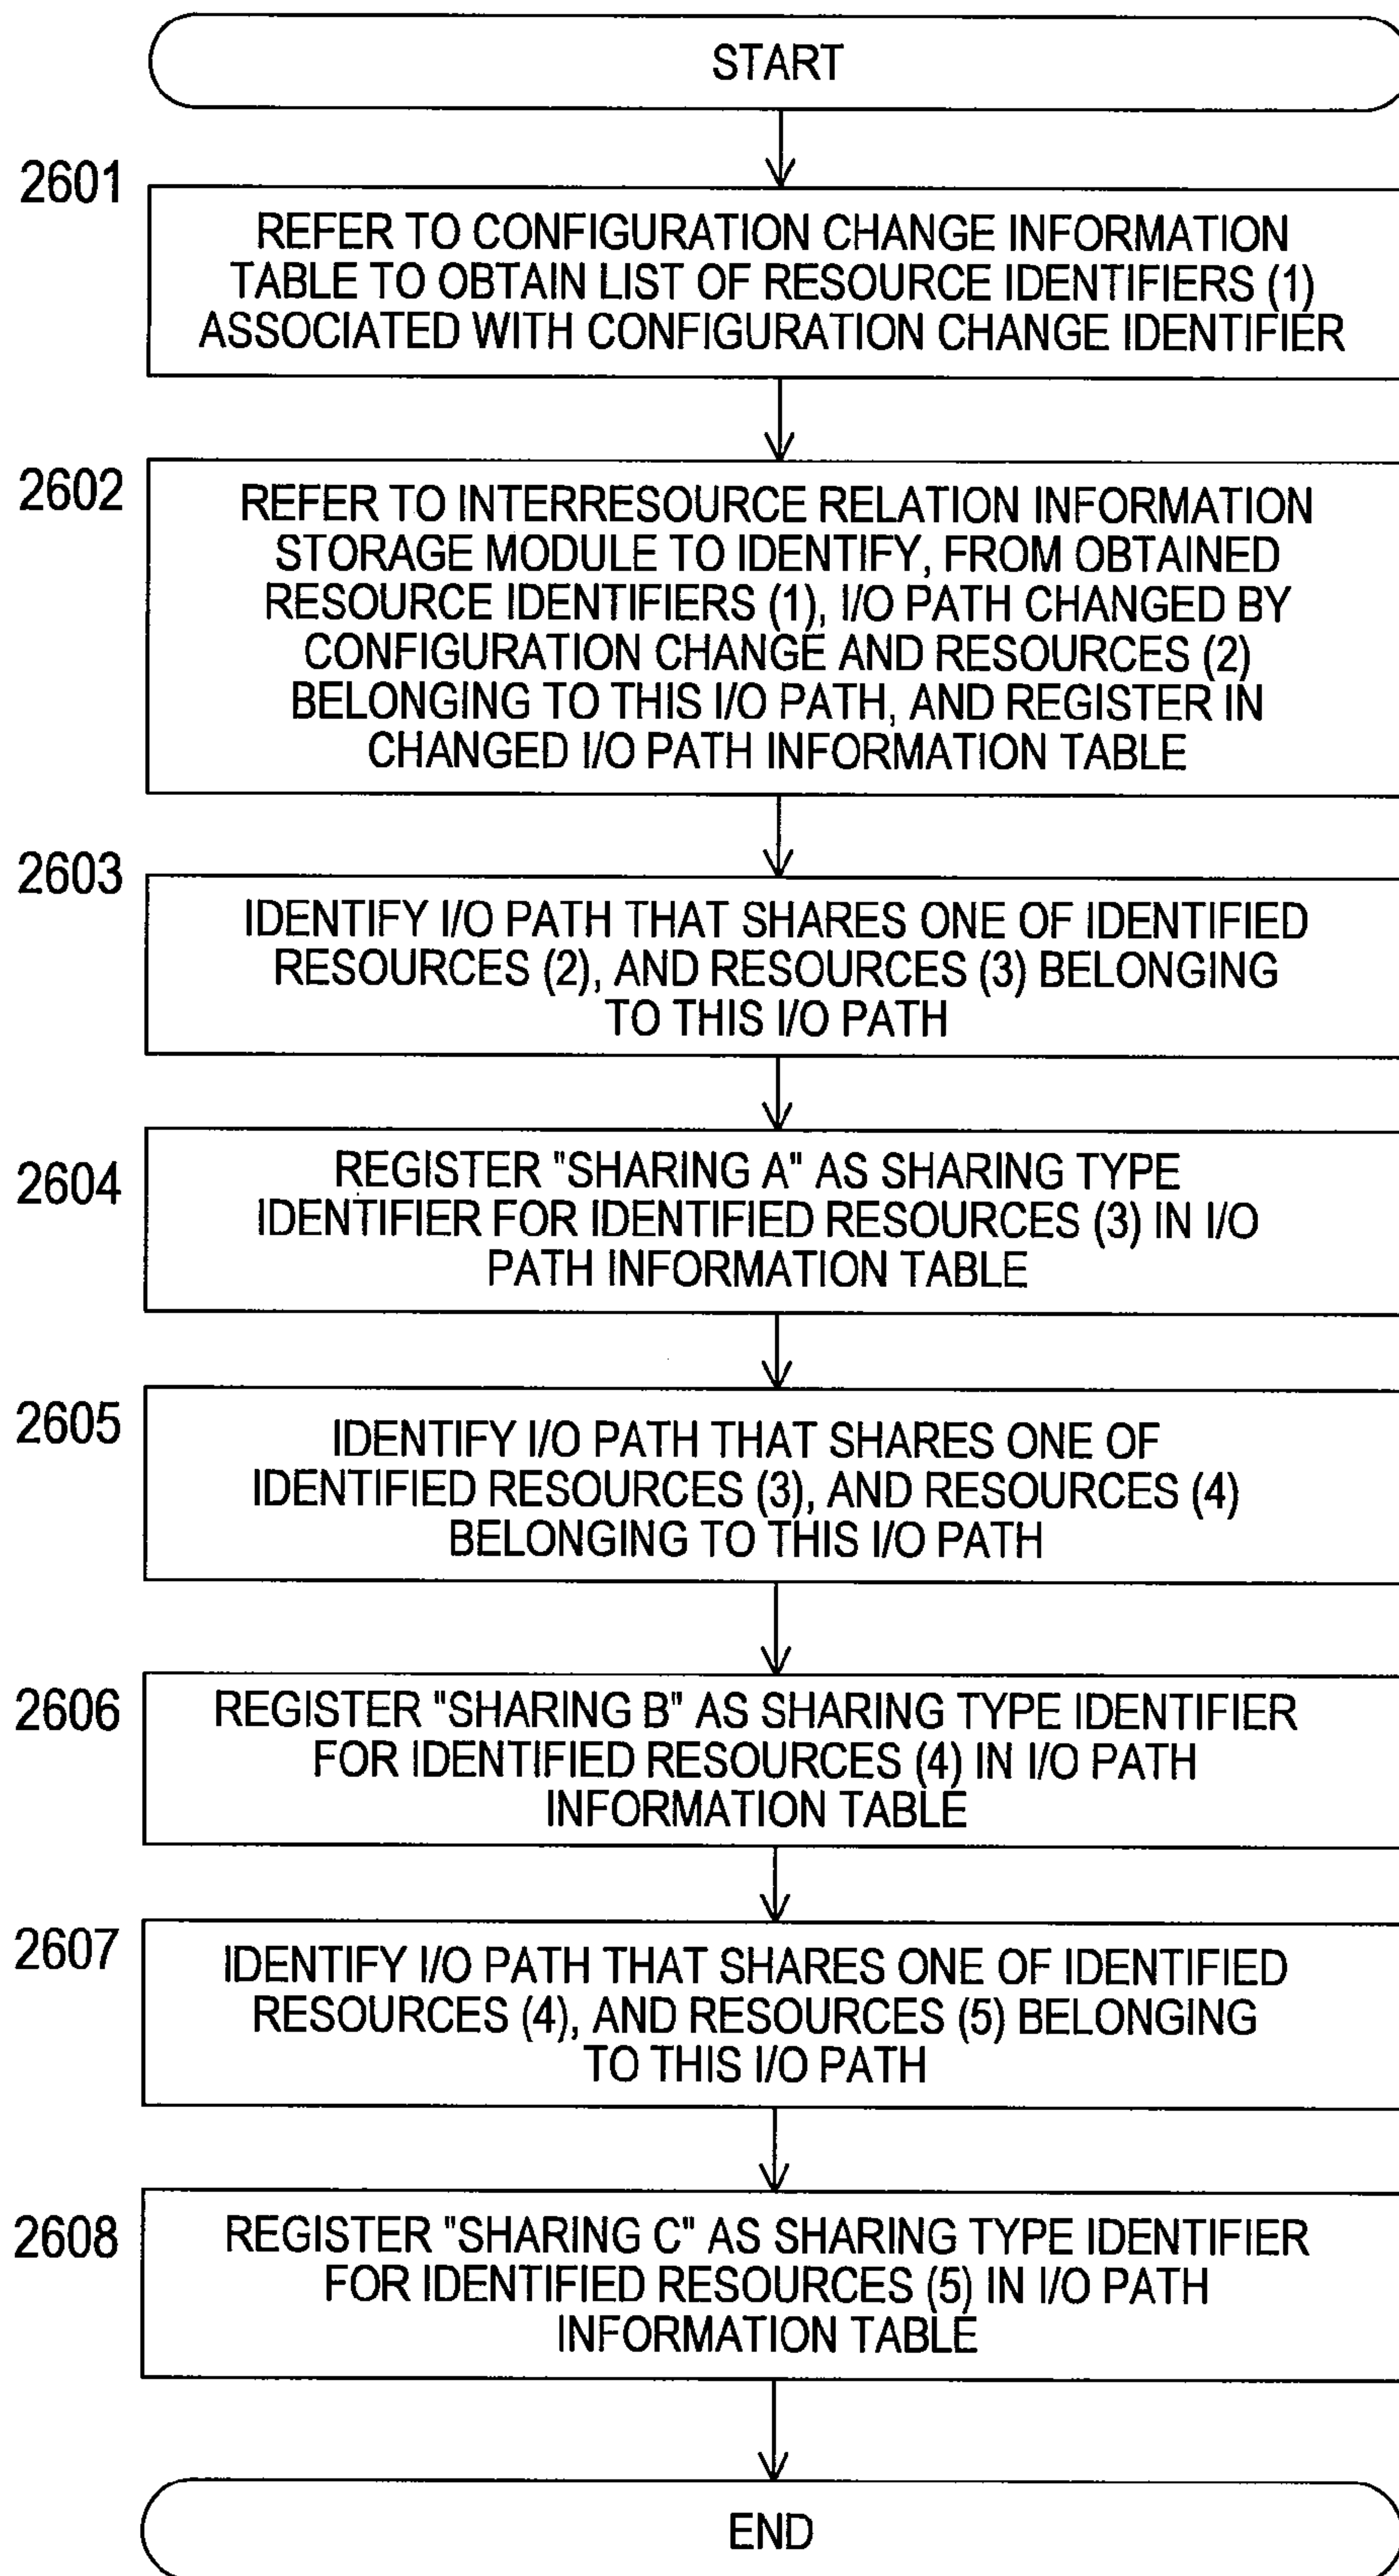 START
2601
REFER TO CONFIGURATION CHANGE INFORMATION
TABLE TO OBTAIN LIST OF RESOURCE IDENTIFIERS (1)
ASSOCIATED WITH CONFIGURATION CHANGE IDENTIFIER
2602
REFER TO INTERRESOURCE RELATION INFORMATION
STORAGE MODULE TO IDENTIFY, FROM OBTAINED
RESOURCE IDENTIFIERS (1), I/O PATH CHANGED BY
CONFIGURATION CHANGE AND RESOURCES (2)
BELONGING TO THIS I/O PATH, AND REGISTER IN
CHANGED I/O PATH INFORMATION TABLE
2603
IDENTIFY I/O PATH THAT SHARES ONE OF IDENTIFIED
RESOURCES (2), AND RESOURCES (3) BELONGING
TO THIS I/O PATH
2604
REGISTER "SHARING A" AS SHARING TYPE
IDENTIFIER FOR IDENTIFIED RESOURCES (3) IN I/O
PATH INFORMATION TABLE
2605
IDENTIFY I/O PATH THAT SHARES ONE OF
IDENTIFIED RESOURCES (3), AND RESOURCES (4)
BELONGING TO THIS I/O PATH
2606
REGISTER "SHARING B" AS SHARING TYPE IDENTIFIER
FOR IDENTIFIED RESOURCES (4) IN I/O PATH
INFORMATION TABLE
2607
IDENTIFY I/O PATH THAT SHARES ONE OF IDENTIFIED
RESOURCES (4), AND RESOURCES (5) BELONGING
TO THIS I/O PATH
2608
REGISTER "SHARING C" AS SHARING TYPE IDENTIFIER
FOR IDENTIFIED RESOURCES (5) IN I/O PATH
INFORMATION TABLE
END